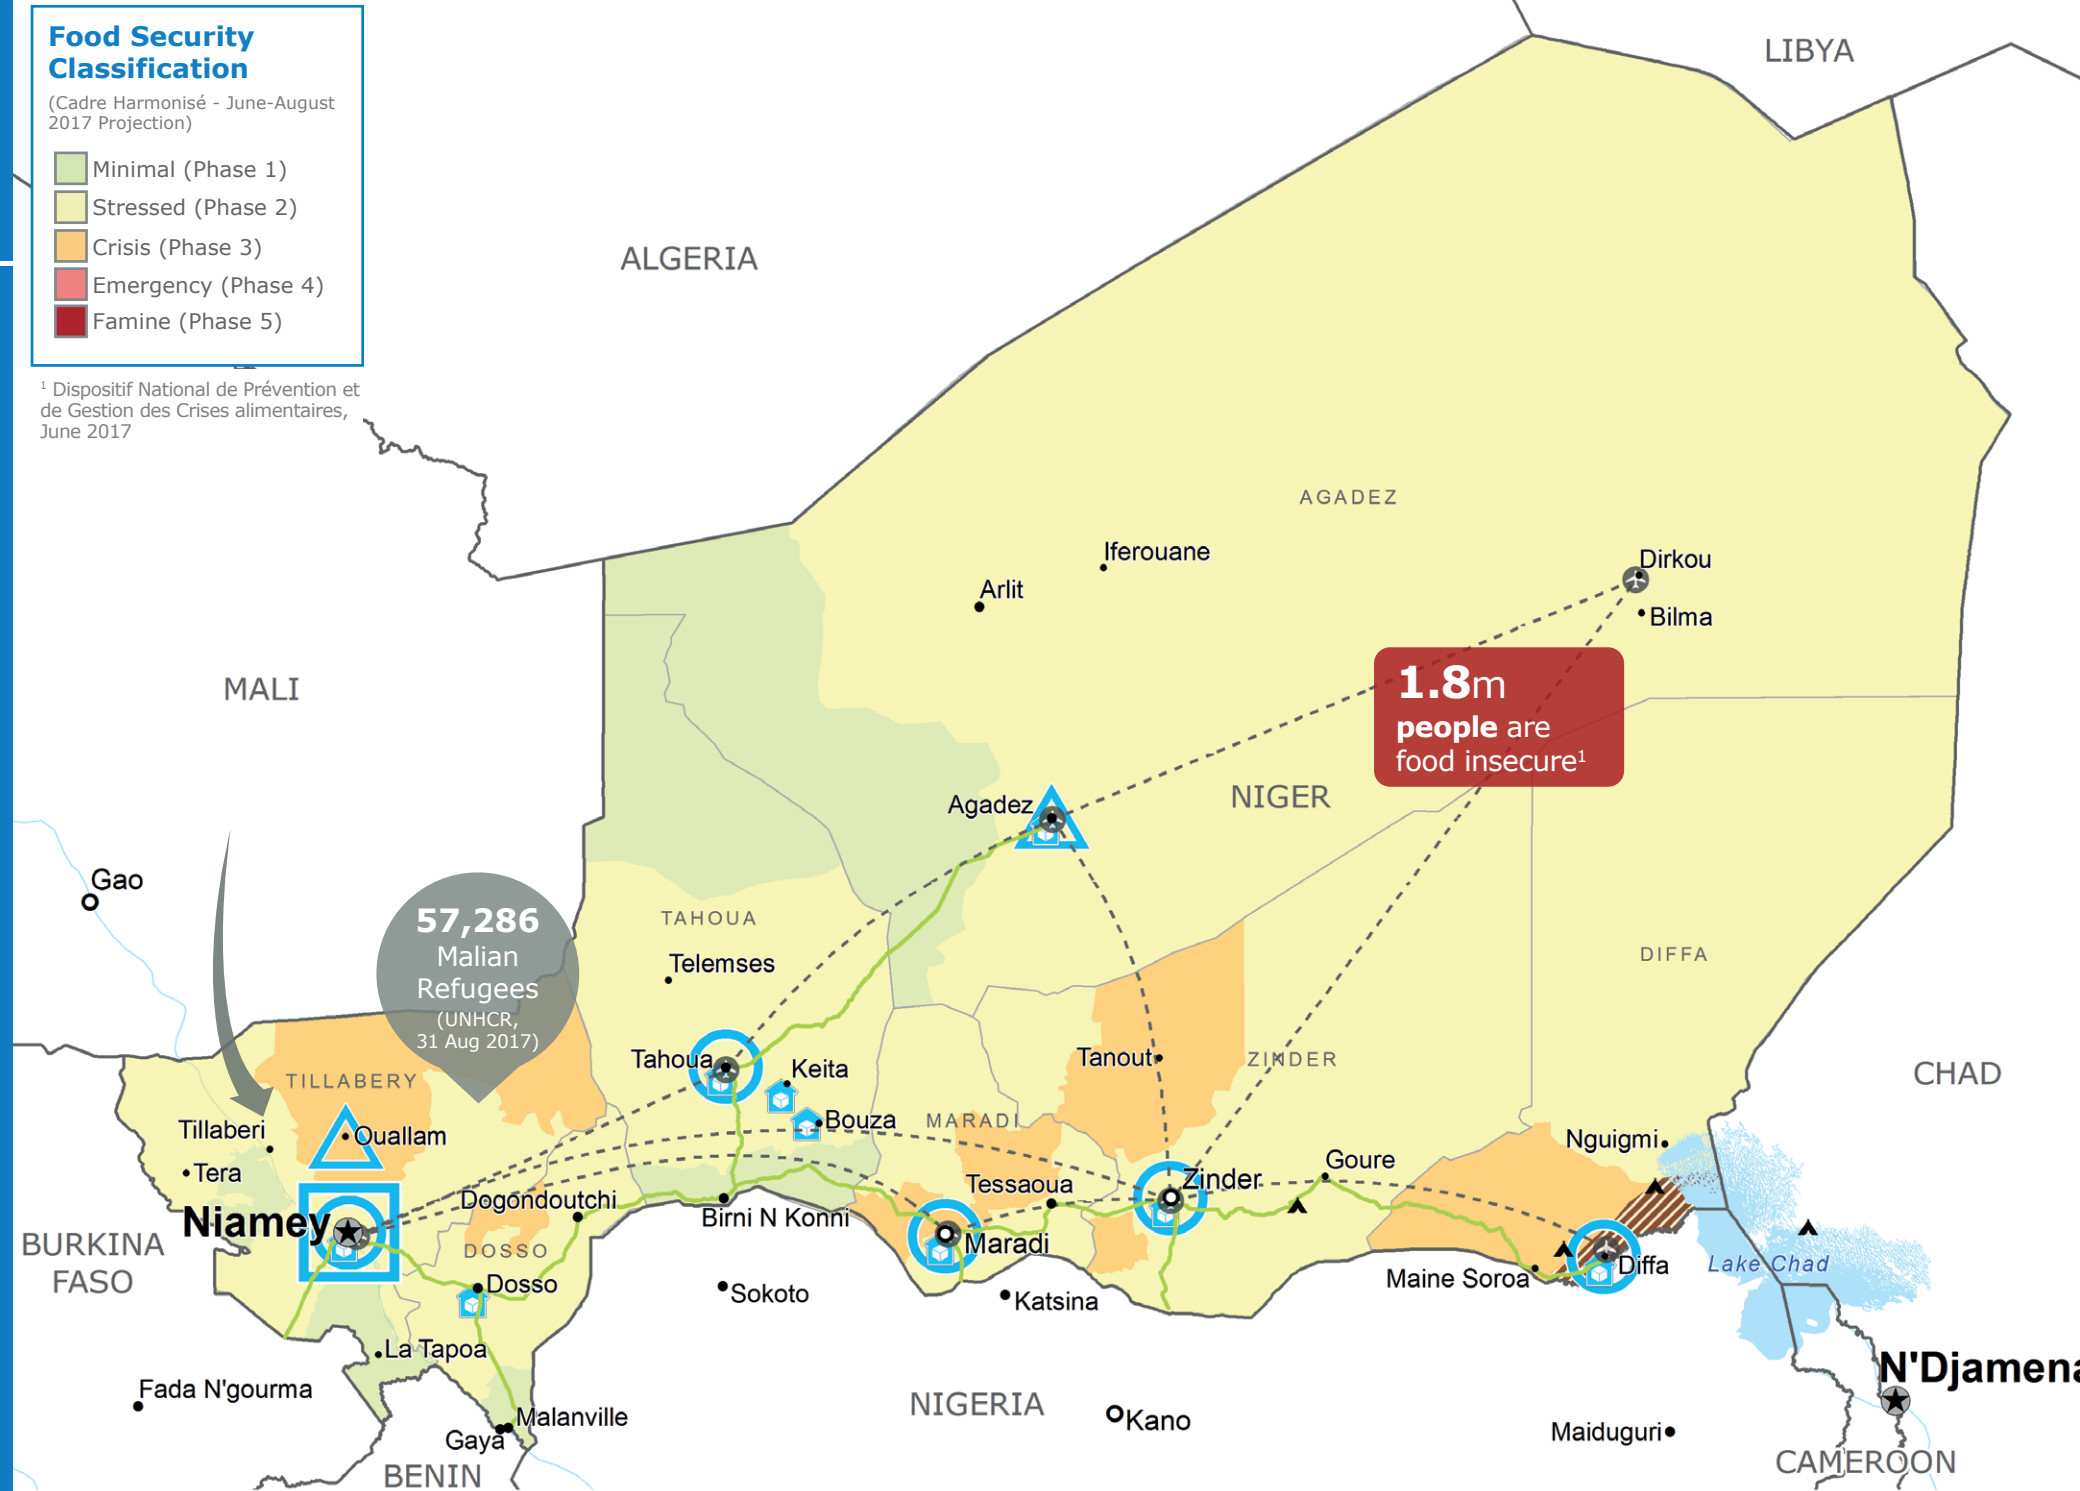 Food Security
Classification
(Cadre Harmonisé - June-August
2017 Projection)
Minimal (Phase 1)
Stressed (Phase 2)
Crisis (Phase 3)
Emergency (Phase 4)
Famine (Phase 5)
1 Dispositif National de Prévention et
de Gestion des Crises alimentaires,
June 2017
LIBYA
ALGERIA
AGADEZ
Iferouane
Arlit
Dirkou
Bilma
MALI
1.8m
people are
food insecure1
NIGER
Agadez
Gao
57,286
Malian
Refugees
(UNHCR,
31 Aug 2017)
TAHOUA
Telemses
DIFFA
Tahoua
Keita
Tanout
ZINDER
CHAD
TILLABERY
Bouza
MARADI
Tillaberi
Ouallam
Nguigmi
Tera
Tessaoua
Zinder
Goure
Dogondoutchi
Niamey
Birni N Konni
BURKINA
FASO
DOSSO
Maradi
Diffa
Lake Chad
Dosso
Sokoto
Katsina
Maine Soroa
La Tapoa
N'Djamena
Fada N'gourma
NIGERIA
Kano
Malanville
Gaya
Maiduguri
BENIN
CAMEROON